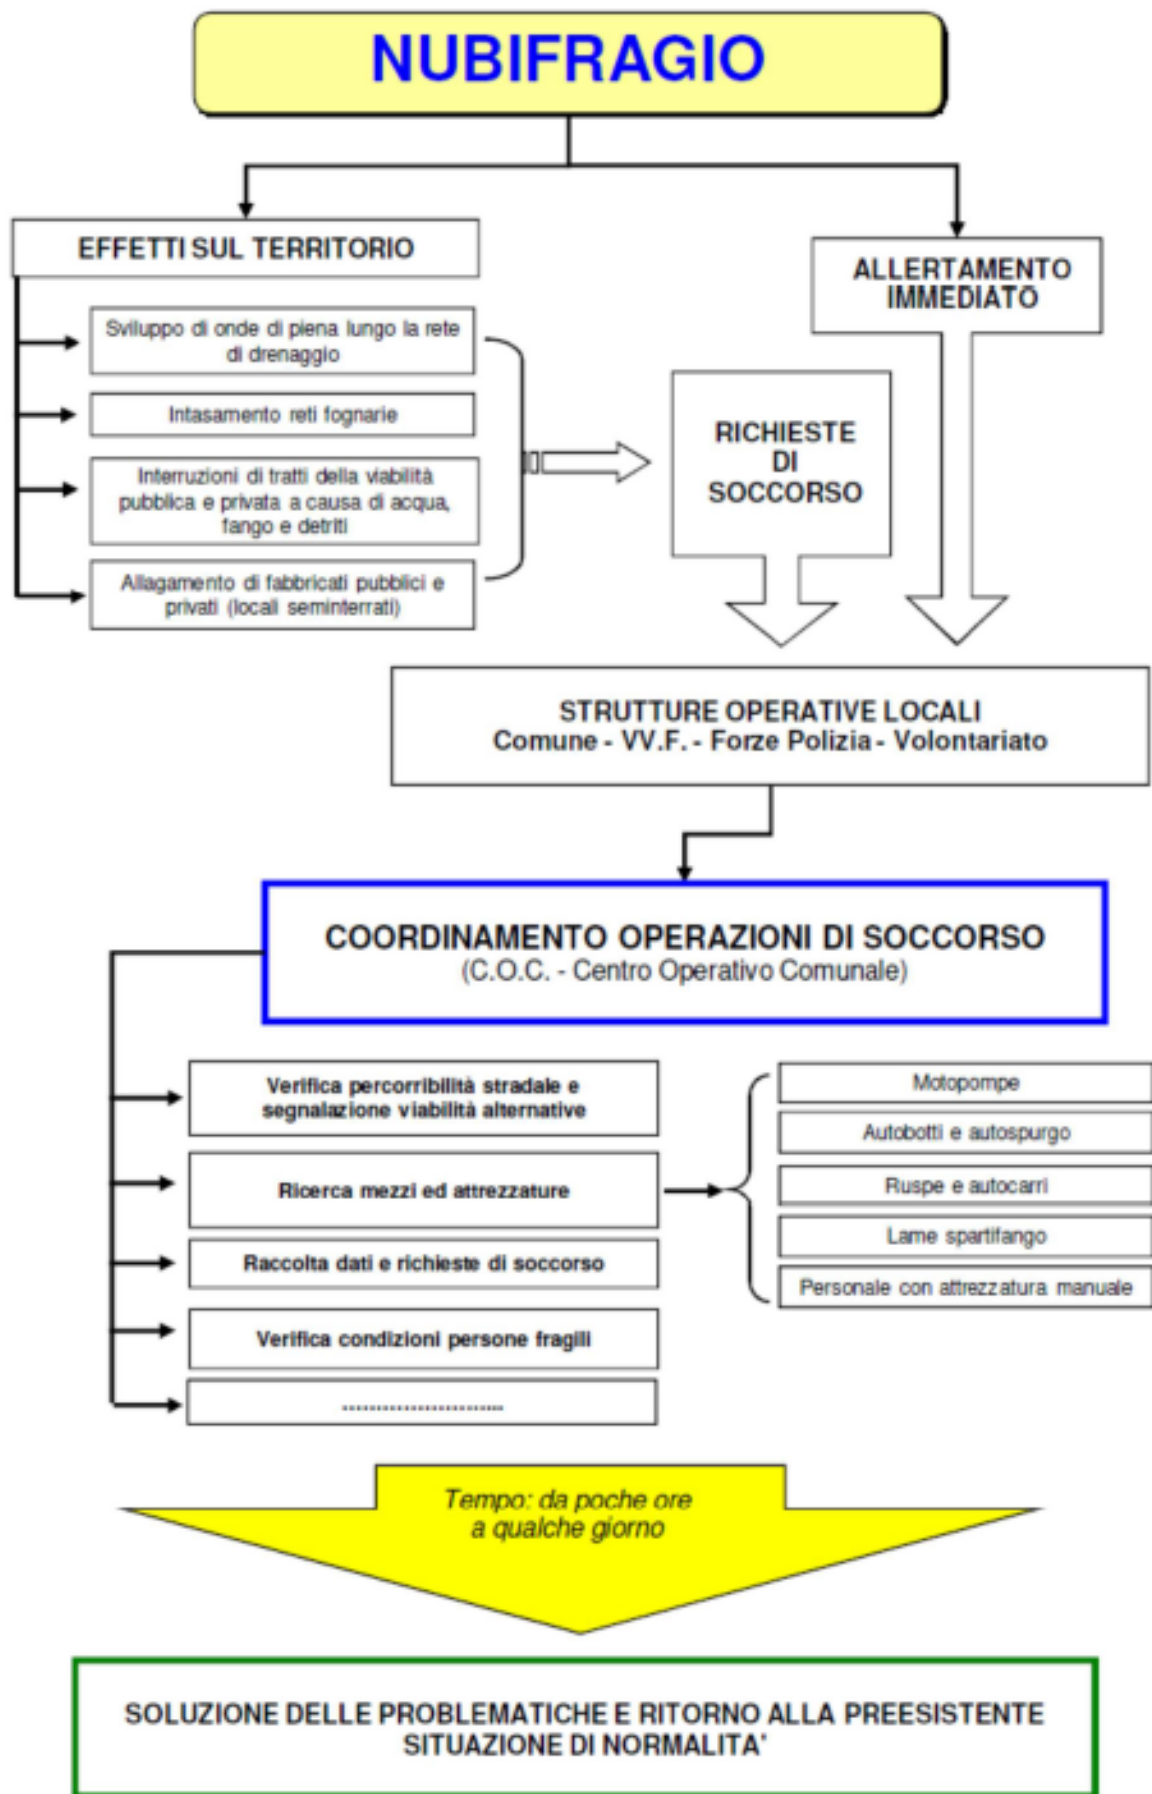 NUBIFRAGIO
EFFETTI SUL TERRITORIO
Sviluppo di onde di piena lungo la rete
di drenaggio
Intasamento reti fognarie
Interruzioni di tratti della viabilità
pubblica e privata a causa di acqua,
fango e detriti
Allagamento di fabbricati pubblici e
privati (locali seminterrati)
ALLERTAMENTO
IMMEDIATO
RICHIESTE
DI
SOCCORSO
STRUTTURE OPERATIVE LOCALI
Comune - VV.F. - Forze Polizia - Volontariato
COORDINAMENTO OPERAZIONI DI SOCCORSO
(C.O.C. - Centro Operativo Comunale)
Verifica percorribilità stradale e
segnalazione viabilità alternative
Ricerca mezzi ed attrezzature
Raccolta dati e richieste di soccorso
Verifica condizioni persone fragili
........................
Motopompe
Autobotti e autospurgo
Ruspe e autocarri
Lame spartifango
Personale con attrezzatura manuale
Tempo: da poche ore
a qualche giorno
SOLUZIONE DELLE PROBLEMATICHE E RITORNO ALLA PREESISTENTE
SITUAZIONE DI NORMALITA'